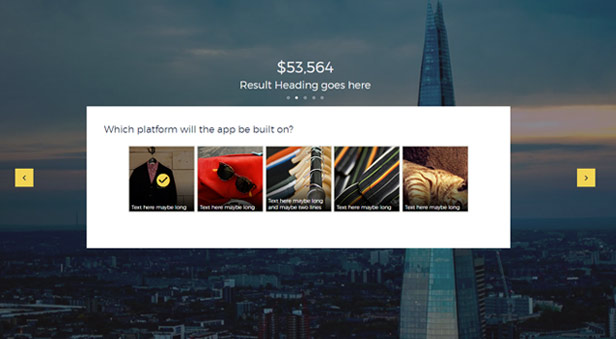 $53,564
Result Heading goes here
Which platform will the app be built on?
Text here maybe long
Text here maybe long
Text here maybe long
and maybe two lines
Text here maybe long
Text here maybe long